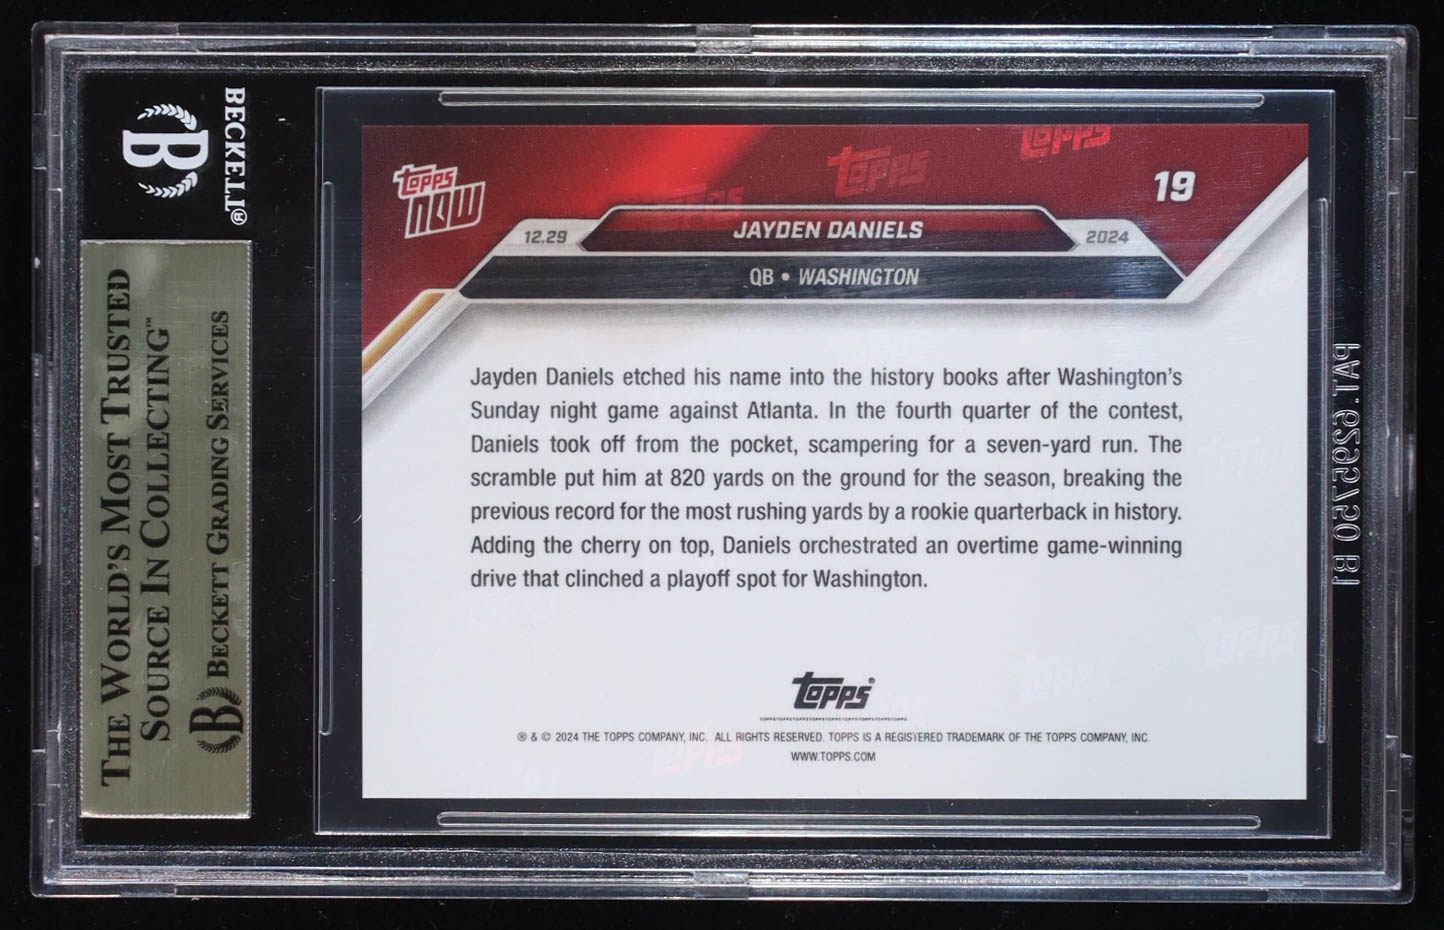 BECKETT®
B
THE WORLD'S MOST TRUSTED
SOURCE IN COLLECTING™
BECKETT GRADING SERVICES
B
topps
NOW
topps
topps
topps
19
12.29
JAYDEN DANIELS
2024
QB • WASHINGTON
Jayden Daniels etched his name into the history books after Washington's
Sunday night game against Atlanta. In the fourth quarter of the contest,
Daniels took off from the pocket, scampering for a seven-yard run. The
scramble put him at 820 yards on the ground for the season, breaking the
previous record for the most rushing yards by a rookie quarterback in history.
Adding the cherry on top, Daniels orchestrated an overtime game-winning
drive that clinched a playoff spot for Washington.
topps®
® & © 2024 THE TOPPS COMPANY, INC. ALL RIGHTS RESERVED. TOPPS IS A REGISTERED TRADEMARK OF THE TOPPS COMPANY, INC.
WWW.TOPPS.COM
PAT. 6295750 B1